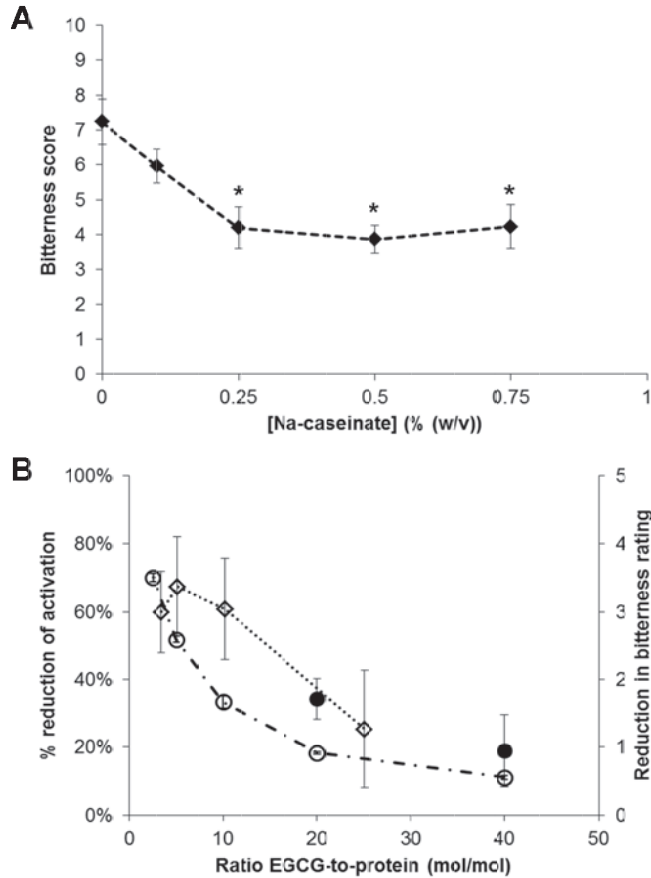 A
10
9
8
7
6
5
4
3
2
1
0
Bitterness score
* * *
0 0.25 0.5 0.75 1
[Na-caseinate] (% (w/v))
B
100%
80%
60%
40%
20%
0%
% reduction of activation
5
4
3
2
1
0
Reduction in bitterness rating
0 10 20 30 40 50
Ratio EGCG-to-protein (mol/mol)